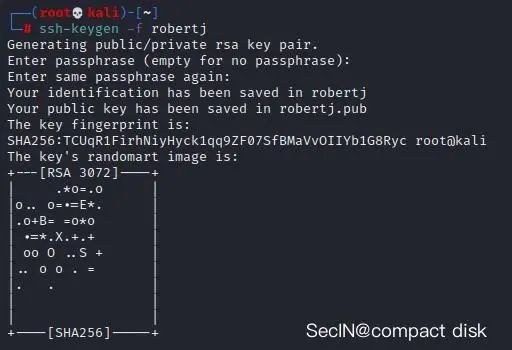 ┌──(root💀kali)-[~]
└─# ssh-keygen -f robertj
Generating public/private rsa key pair.
Enter passphrase (empty for no passphrase):
Enter same passphrase again:
Your identification has been saved in robertj
Your public key has been saved in robertj.pub
The key fingerprint is:
SHA256:TCUqR1FirhNiyHyck1qq9ZF07SfBMaVvOIIYb1G8Ryc root@kali
The key's randomart image is:
+---[RSA 3072]----+
|     .*o=.o      |
|o.. o=•=E*.      |
|.o+B= =o*o       |
| •=*.X.+.+       |
| oo O ..S +      |
|.. o o . =       |
|.   .            |
|                 |
|                 |
+----[SHA256]-----+
SecIN@compact disk